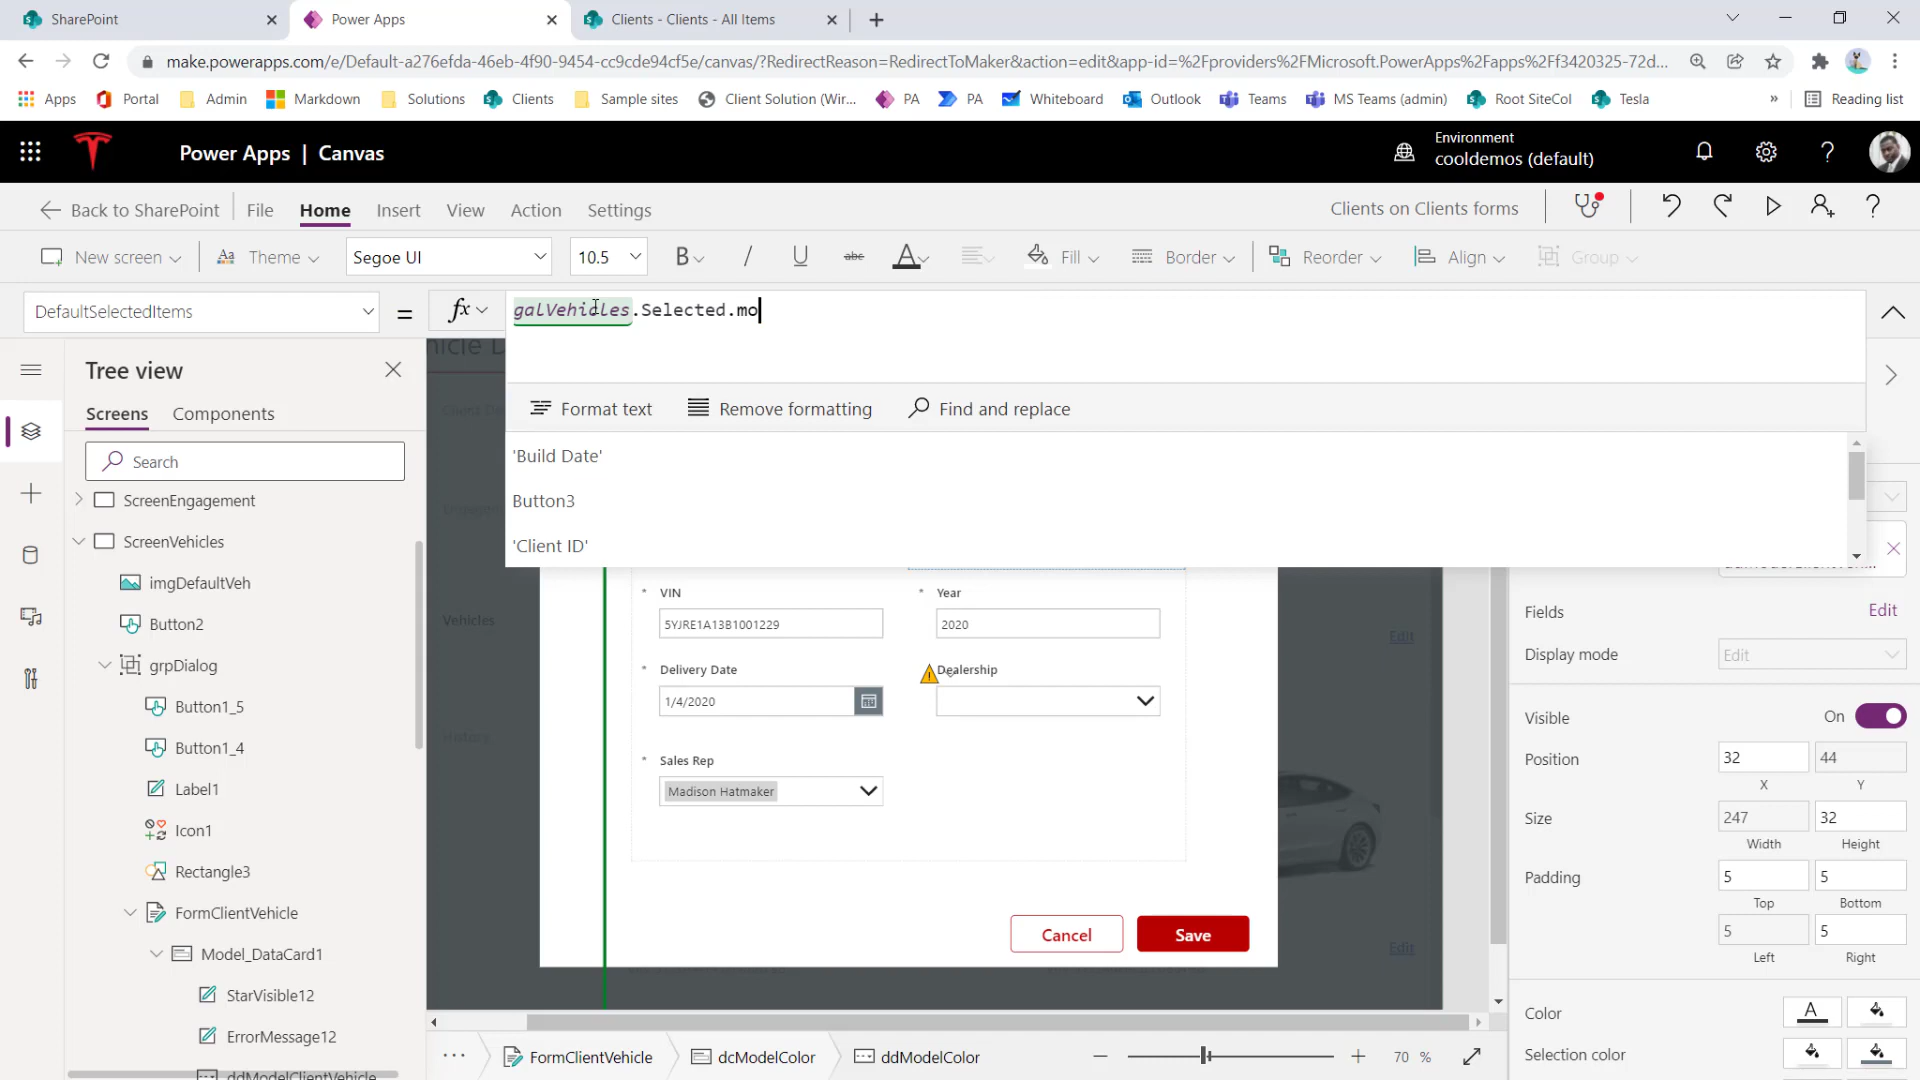 SharePoint
Power Apps
Clients - Clients - All Items
make.powerapps.com/e/Default-a276efda-46eb-4f90-9454-cc9cde94cf5e/canvas/?RedirectReason=RedirectToMaker&action=edit&app-id=%2Fproviders%2FMicrosoft.PowerApps%2Fapps%2Ff3420325-72d...
Apps Portal Admin Markdown Solutions Clients Sample sites Client Solution (Wir... PA PA Whiteboard Outlook Teams MS Teams (admin) Root SiteCol Tesla » Reading list
Power Apps | Canvas
Environment
cooldemos (default)
Back to SharePoint File Home Insert View Action Settings Clients on Clients forms
New screen Theme Segoe UI 10.5 B / U abc A Fill Border Reorder Align Group
DefaultSelectedItems = fx galVehicles.Selected.mo
Format text Remove formatting Find and replace
'Build Date'
Button3
'Client ID'
Tree view
Screens Components
Search
ScreenEngagement
ScreenVehicles
imgDefaultVeh
Button2
grpDialog
Button1_5
Button1_4
Label1
Icon1
Rectangle3
FormClientVehicle
Model_DataCard1
StarVisible12
ErrorMessage12
ddModelClientVehicle
Vehicles
Edit
Edit
* VIN
5YJRE1A13B1001229
* Year
2020
* Delivery Date
1/4/2020
Dealership
* Sales Rep
Madison Hatmaker
Cancel Save
Fields Edit
Display mode Edit
Visible On
Position 32 44
X Y
Size 247 32
Width Height
Padding 5 5
Top Bottom
5 5
Left Right
Color
Selection color
... FormClientVehicle dcModelColor ddModelColor 70 %